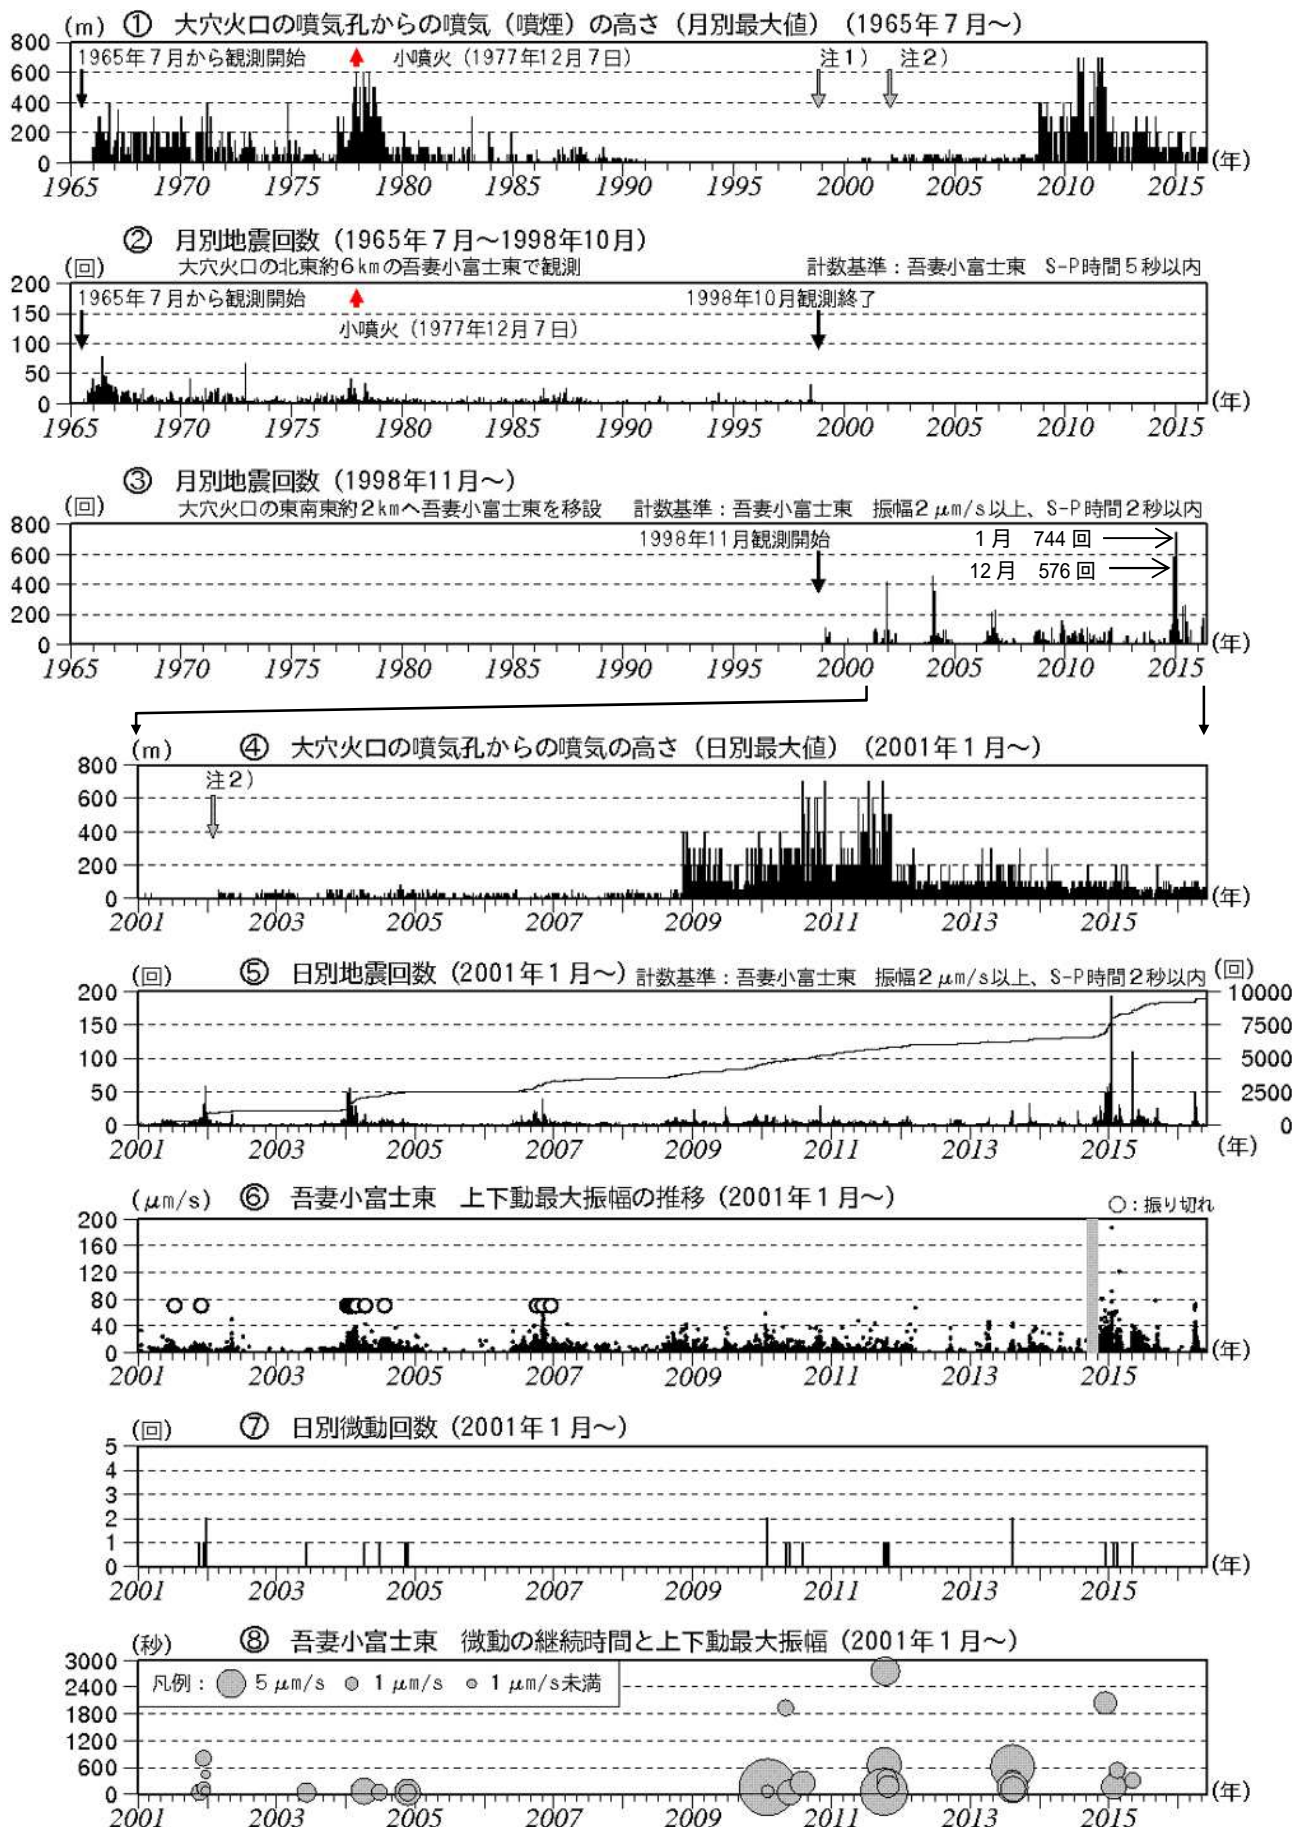 (m) ① 大穴火口の噴気孔からの噴気（噴煙）の高さ（月別最大値）（1965年７月～）
1965年７月から観測開始 小噴火（1977年12月７日） 注１） 注２）
800
600
400
200
0
1965 1970 1975 1980 1985 1990 1995 2000 2005 2010 2015 (年)
② 月別地震回数（1965年７月～1998年10月）
(回) 大穴火口の北東約６kmの吾妻小富士東で観測 計数基準：吾妻小富士東 S-P時間５秒以内
1965年７月から観測開始 1998年10月観測終了
小噴火（1977年12月７日）
200
150
100
50
0
1965 1970 1975 1980 1985 1990 1995 2000 2005 2010 2015 (年)
③ 月別地震回数（1998年11月～）
(回) 大穴火口の東南東約２kmへ吾妻小富士東を移設 計数基準：吾妻小富士東 振幅２μm/s以上、S-P時間２秒以内
1998年11月観測開始 1月 744回
12月 576回
800
600
400
200
0
1965 1970 1975 1980 1985 1990 1995 2000 2005 2010 2015 (年)
(m) ④ 大穴火口の噴気孔からの噴気の高さ（日別最大値）（2001年１月～）
注２）
800
600
400
200
0
2001 2003 2005 2007 2009 2011 2013 2015 (年)
(回) ⑤ 日別地震回数（2001年１月～） 計数基準：吾妻小富士東 振幅２μm/s以上、S-P時間２秒以内 (回)
200 10000
150 7500
100 5000
50 2500
0 0
2001 2003 2005 2007 2009 2011 2013 2015 (年)
(μm/s) ⑥ 吾妻小富士東 上下動最大振幅の推移（2001年１月～） ○：振り切れ
200
160
120
80
40
0
2001 2003 2005 2007 2009 2011 2013 2015 (年)
(回) ⑦ 日別微動回数（2001年１月～）
5
4
3
2
1
0
2001 2003 2005 2007 2009 2011 2013 2015 (年)
(秒) ⑧ 吾妻小富士東 微動の継続時間と上下動最大振幅（2001年１月～）
凡例： 5 μm/s 1 μm/s 1 μm/s未満
3000
2400
1800
1200
600
0
2001 2003 2005 2007 2009 2011 2013 2015 (年)